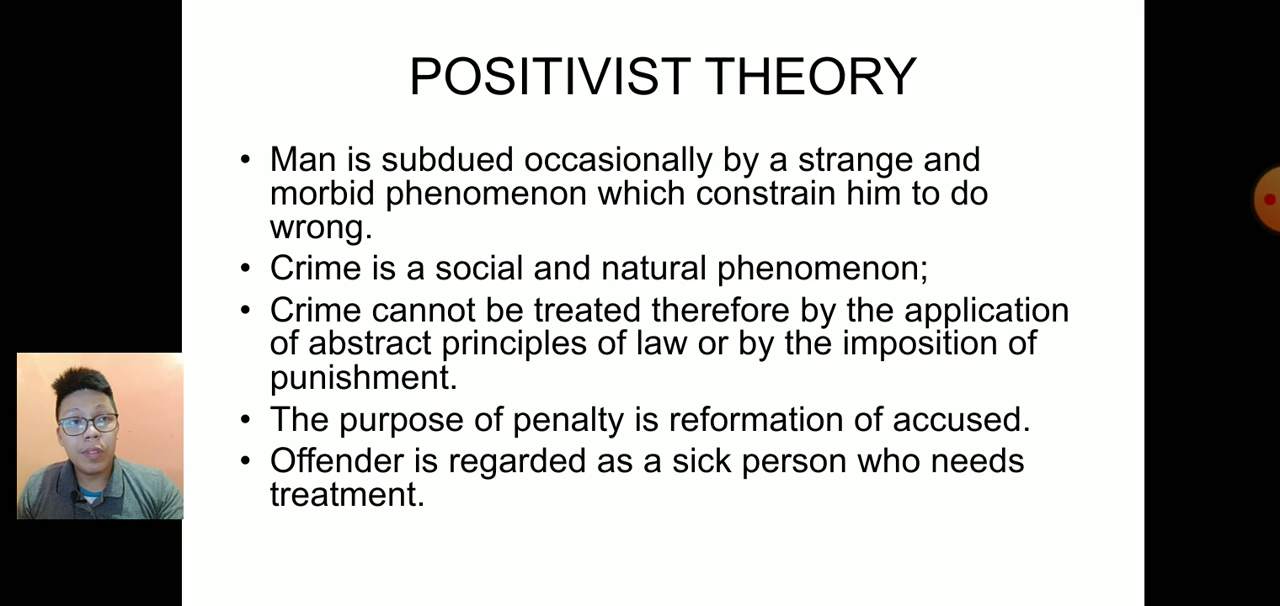 POSITIVIST THEORY
• Man is subdued occasionally by a strange and
morbid phenomenon which constrain him to do
wrong.
• Crime is a social and natural phenomenon;
• Crime cannot be treated therefore by the application
of abstract principles of law or by the imposition of
punishment.
• The purpose of penalty is reformation of accused.
• Offender is regarded as a sick person who needs
treatment.